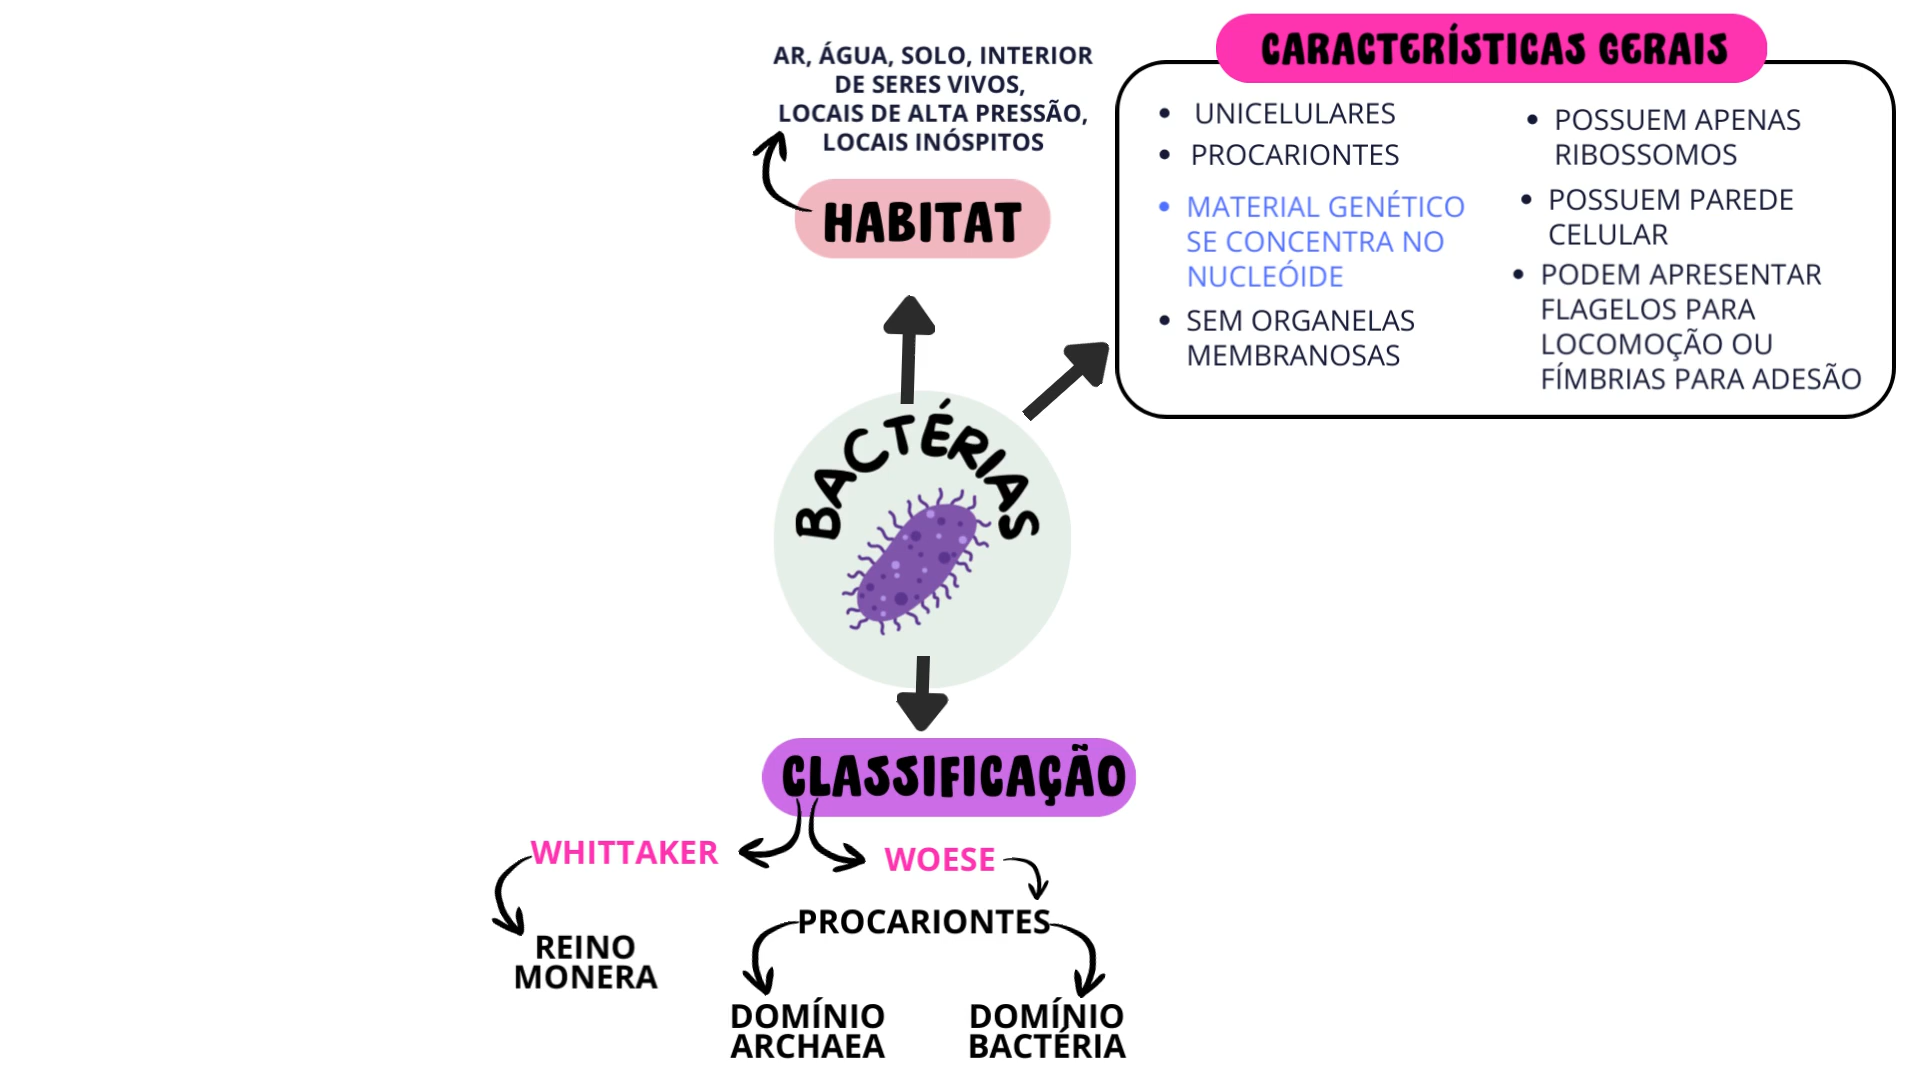 AR, ÁGUA, SOLO, INTERIOR
DE SERES VIVOS,
LOCAIS DE ALTA PRESSÃO,
LOCAIS INÓSPITOS
HABITAT
CARACTERÍSTICAS GERAIS
• UNICELULARES
• PROCARIONTES
• MATERIAL GENÉTICO
SE CONCENTRA NO
NUCLEÓIDE
• SEM ORGANELAS
MEMBRANOSAS
• POSSUEM APENAS
RIBOSSOMOS
• POSSUEM PAREDE
CELULAR
• PODEM APRESENTAR
FLAGELOS PARA
LOCOMOÇÃO OU
FÍMBRIAS PARA ADESÃO
BACTÉRIAS
CLASSIFICAÇÃO
WHITTAKER
REINO
MONERA
WOESE
PROCARIONTES
DOMÍNIO
ARCHAEA
DOMÍNIO
BACTÉRIA